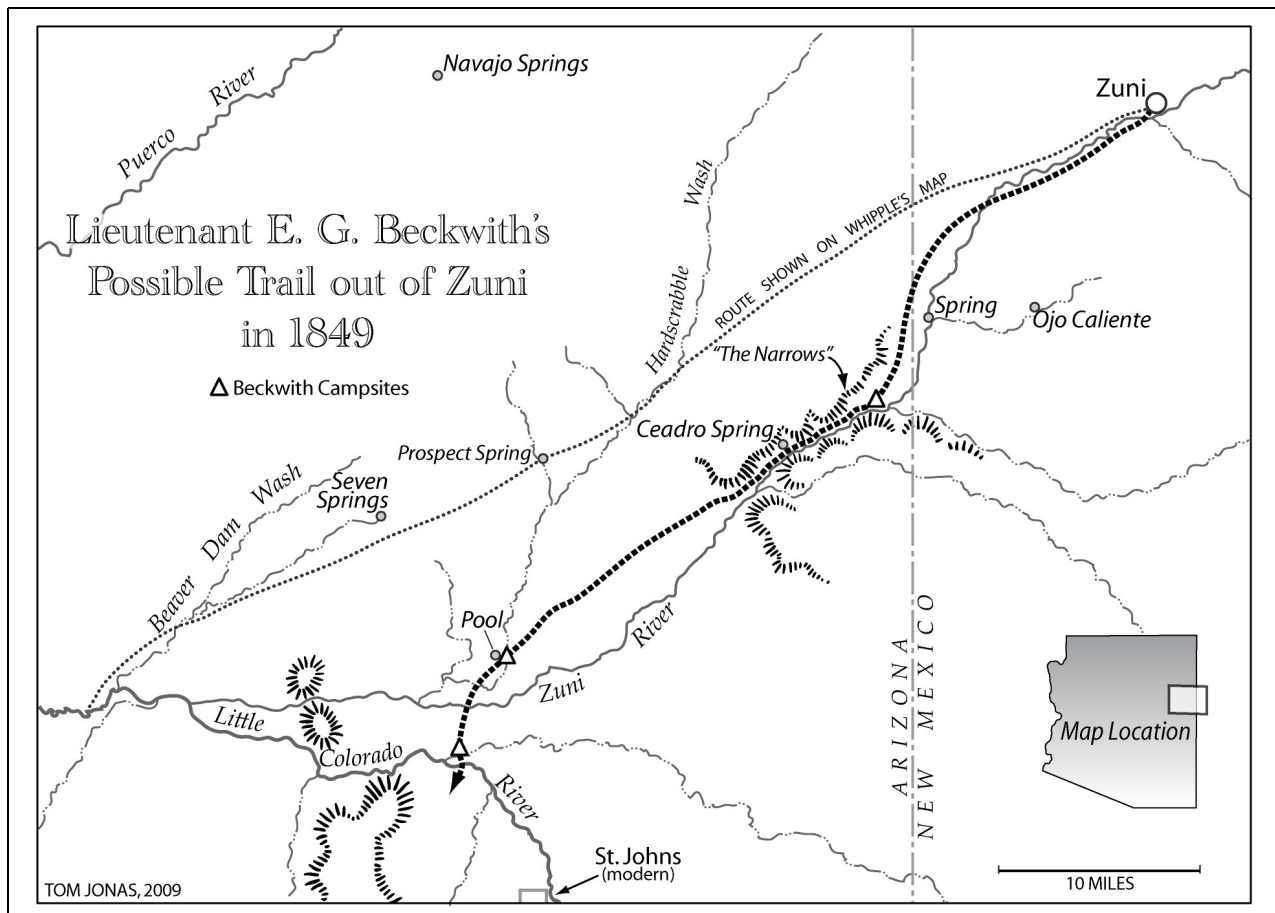 Navajo Springs
Zuni
Puerco River
Hardscrabble Wash
Lieutenant E. G. Beckwith's
Possible Trail out of Zuni
in 1849
ROUTE SHOWN ON WHIPPLE'S MAP
Spring
Ojo Caliente
"The Narrows"
Beckwith Campsites
Ceadro Spring
Prospect Spring
Seven
Springs
Beaver Dam Wash
Pool
Zuni River
ARIZONA
NEW MEXICO
Little Colorado River
Map Location
St. Johns
(modern)
TOM JONAS, 2009
10 MILES